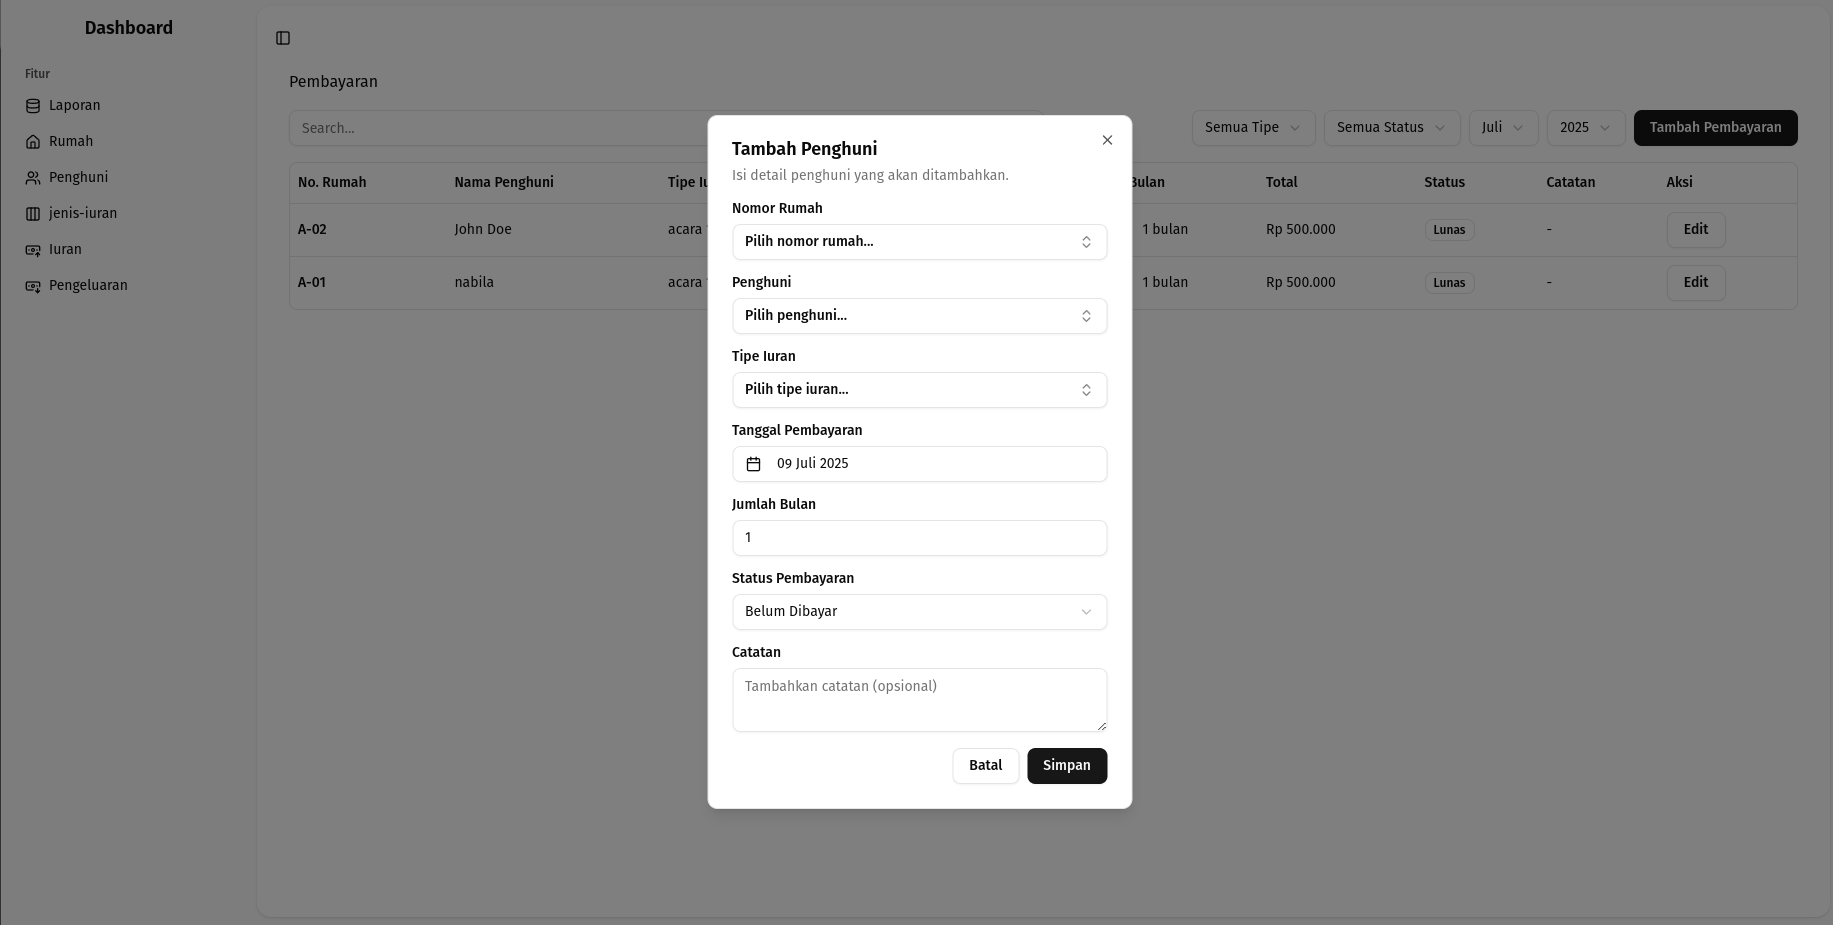 Dashboard
Fitur
Laporan
Rumah
Penghuni
jenis-iuran
Iuran
Pengeluaran
Pembayaran
Search...
Semua Tipe
Semua Status
Juli
2025
Tambah Pembayaran
No. Rumah Nama Penghuni Tipe Bulan Total Status Catatan Aksi
A-02 John Doe acara 1 bulan Rp 500.000 Lunas - Edit
A-01 nabila acara 1 bulan Rp 500.000 Lunas - Edit
Tambah Penghuni
Isi detail penghuni yang akan ditambahkan.
Nomor Rumah
Pilih nomor rumah...
Penghuni
Pilih penghuni...
Tipe Iuran
Pilih tipe iuran...
Tanggal Pembayaran
09 Juli 2025
Jumlah Bulan
1
Status Pembayaran
Belum Dibayar
Catatan
Tambahkan catatan (opsional)
Batal
Simpan